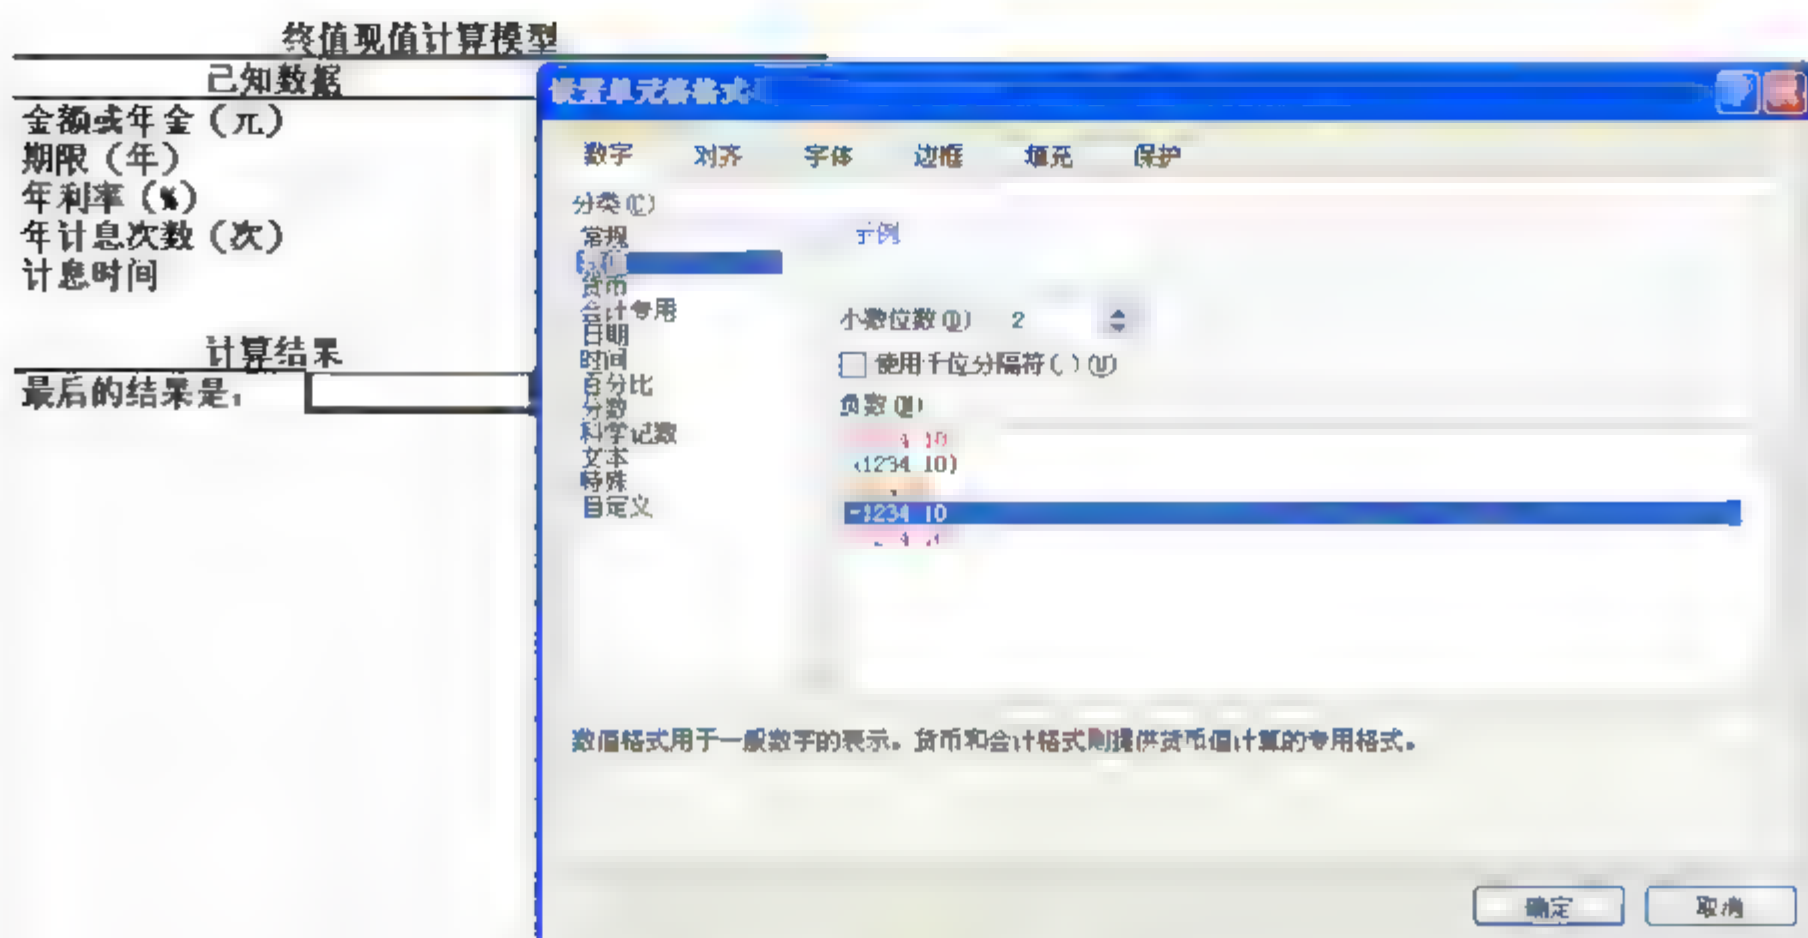 终值现值计算模型
已知数据
金额或年金（元）
期限（年）
年利率（%）
年计息次数（次）
计息时间
计算结果
最后的结果是：
设置单元格格式
数字 对齐 字体 边框 填充 保护
分类(C)
常规
货币
会计专用
日期
时间
百分比
分数
科学记数
文本
特殊
自定义
示例
小数位数(D) 2
使用千位分隔符( )(U)
负数(N)
(1234 10)
-1234 10
数值格式用于一般数字的表示。货币和会计格式则提供货币值计算的专用格式。
确定 取消